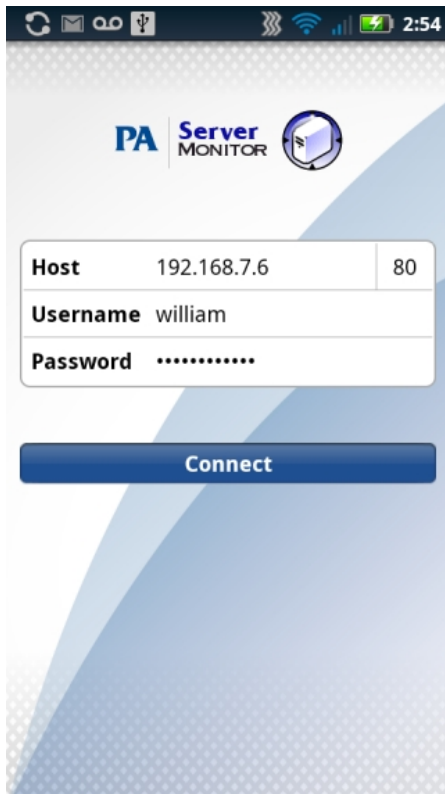 2:54
PA Server
MONITOR
Host 192.168.7.6 80
Username william
Password ••••••••••••
Connect